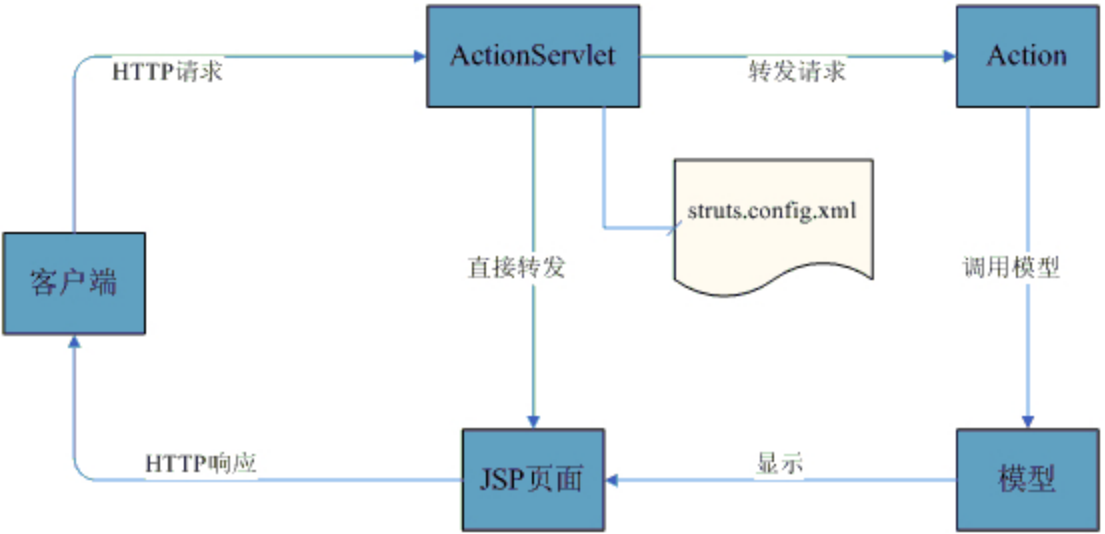 ActionServlet
Action
HTTP请求
转发请求
struts.config.xml
直接转发
调用模型
客户端
HTTP响应
显示
JSP页面
模型